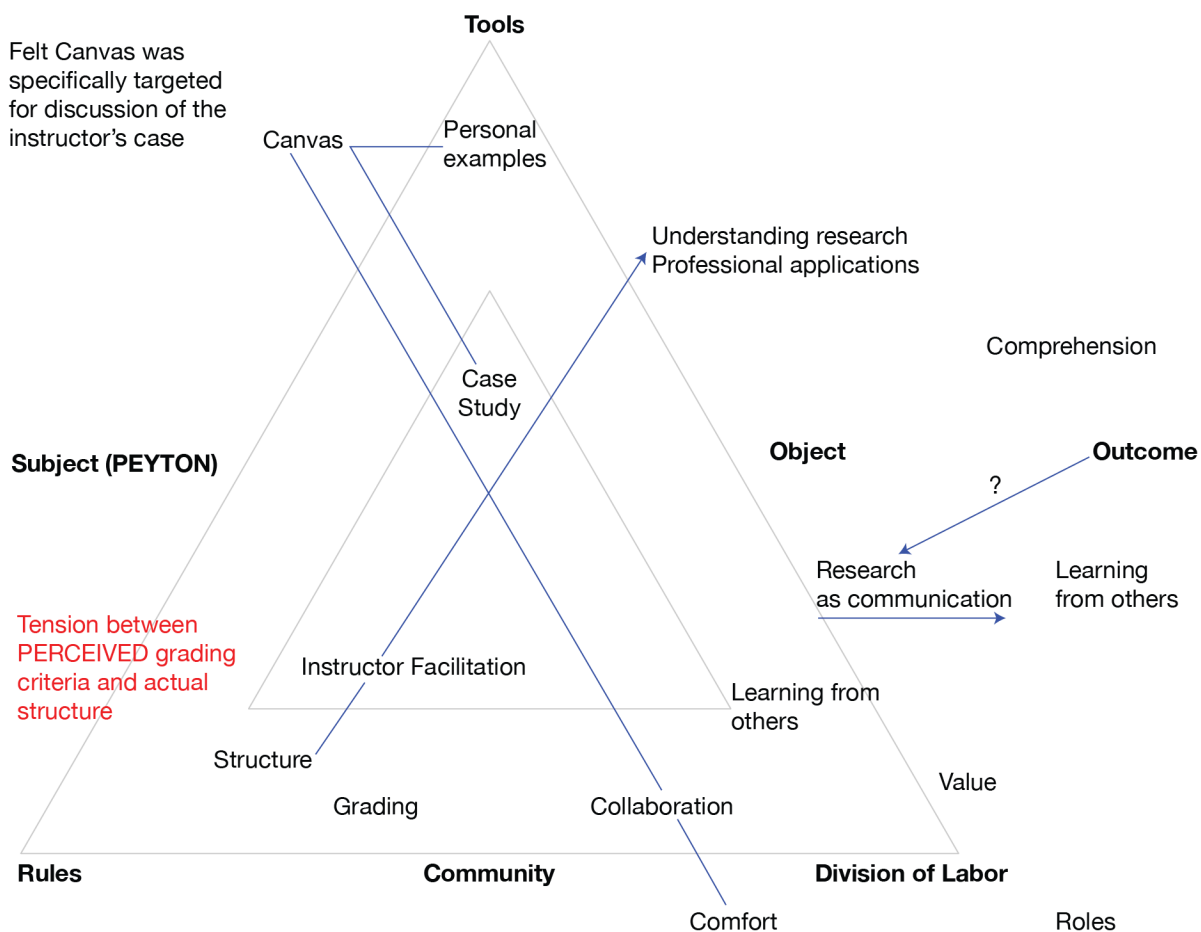 Tools
Felt Canvas was
specifically targeted
for discussion of the
instructor’s case
Canvas
Personal
examples
Understanding research
Professional applications
Comprehension
Case
Study
Subject (PEYTON)
Object
Outcome
?
Research
as communication
Learning
from others
Tension between
PERCEIVED grading
criteria and actual
structure
Instructor Facilitation
Learning from
others
Structure
Grading
Collaboration
Value
Rules
Community
Division of Labor
Comfort
Roles